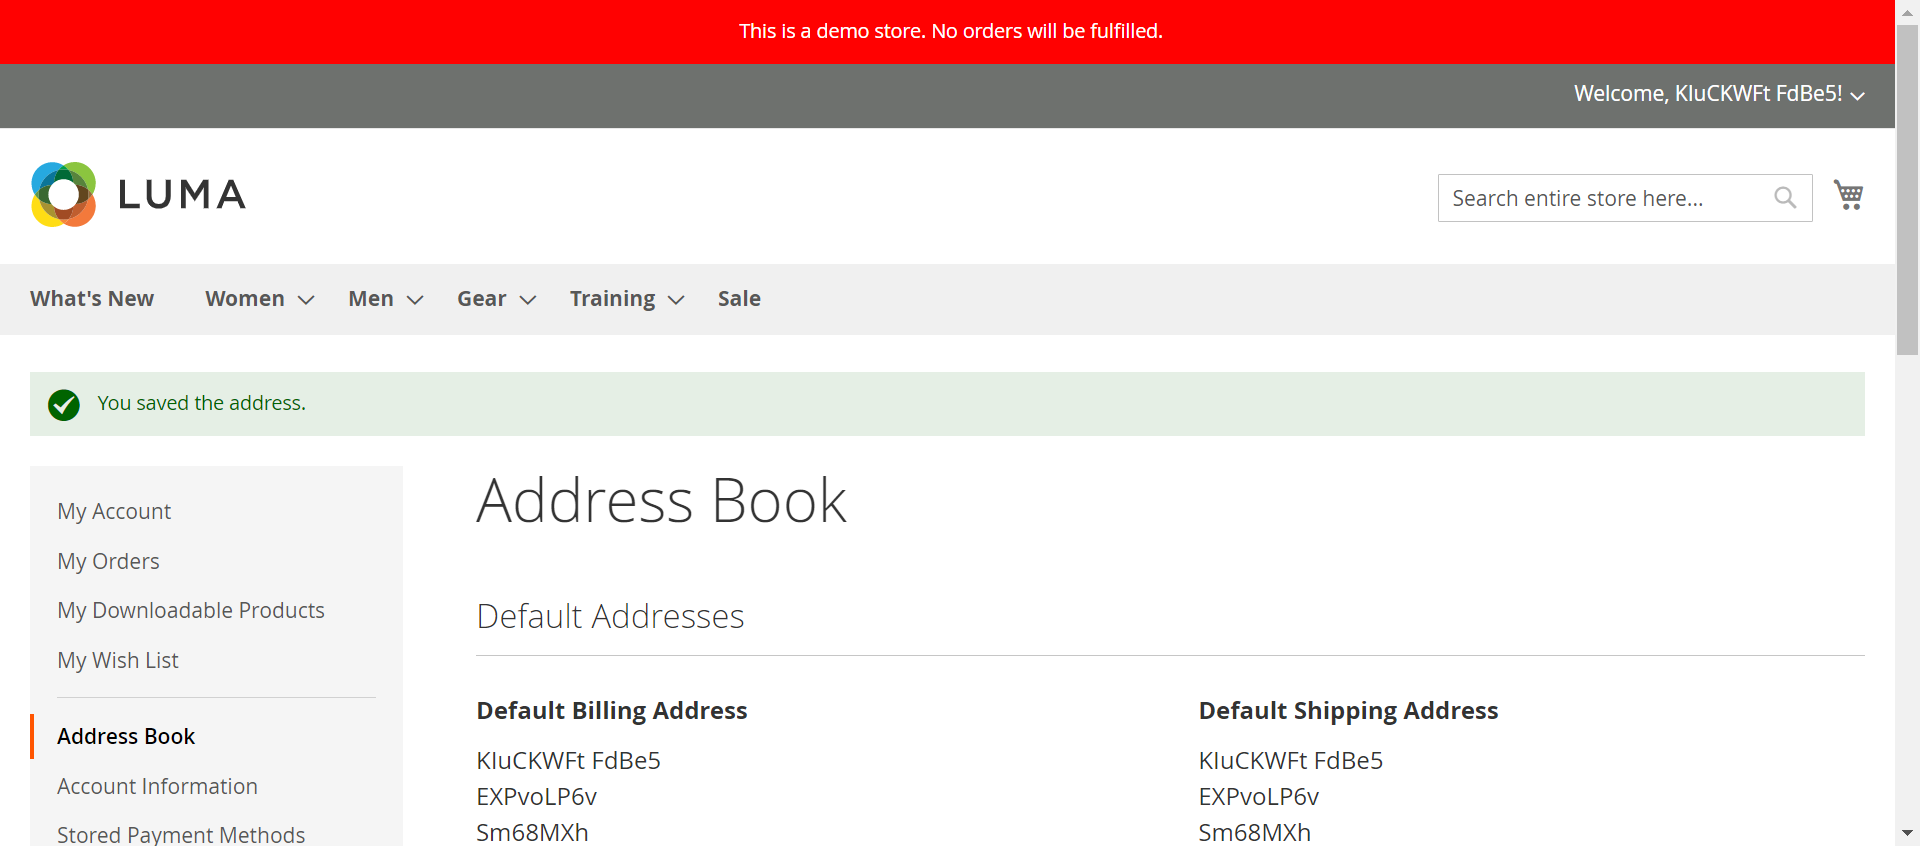 This is a demo store. No orders will be fulfilled.
Welcome, KIuCKWFt FdBe5!
LUMA
Search entire store here...
What's New Women Men Gear Training Sale
You saved the address.
My Account
My Orders
My Downloadable Products
My Wish List
Address Book
Account Information
Stored Payment Methods
Address Book
Default Addresses
Default Billing Address
KIuCKWFt FdBe5
EXPvoLP6v
Sm68MXh
Default Shipping Address
KIuCKWFt FdBe5
EXPvoLP6v
Sm68MXh